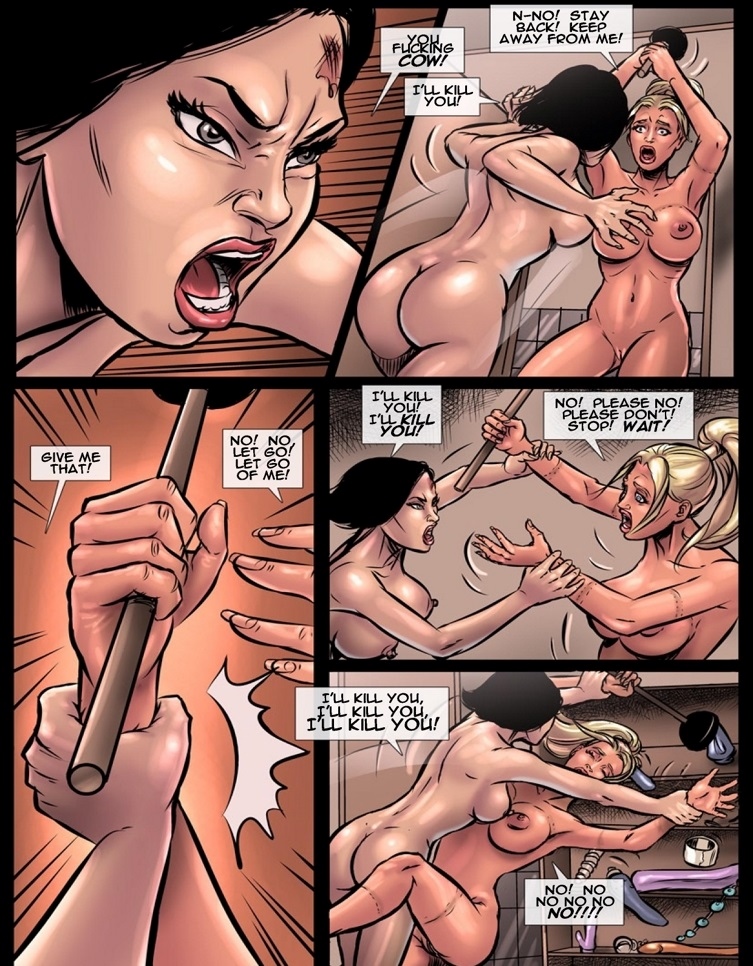 YOU
FUCKING
COW!
N-NO! STAY
BACK! KEEP
AWAY FROM ME!
I'LL KILL
YOU!
GIVE ME
THAT!
NO! NO,
LET GO!
LET GO
OF ME!
I'LL KILL
YOU!
I'LL KILL
YOU!
NO! PLEASE NO!
PLEASE DON'T!
STOP! WAIT!
I'LL KILL YOU,
I'LL KILL YOU,
I'LL KILL YOU!
NO! NO
NO NO NO
NO!!!!